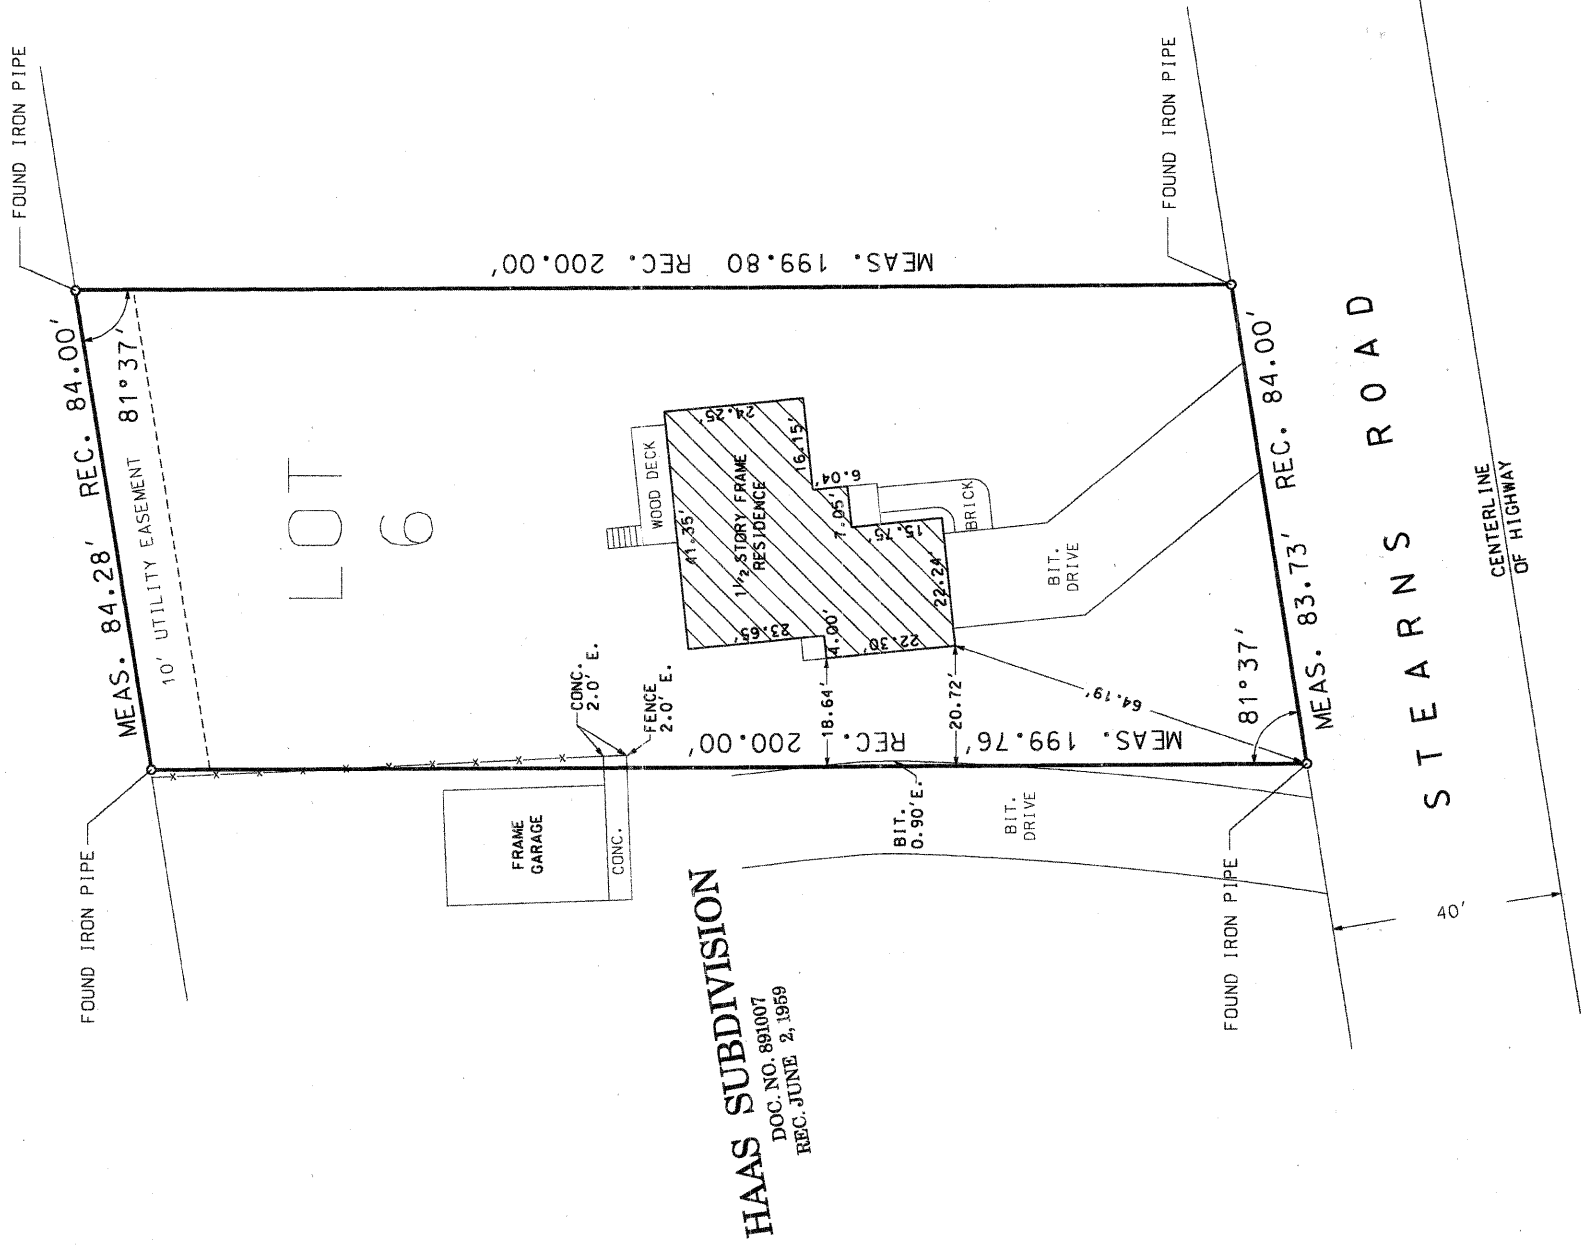 FOUND IRON PIPE
FOUND IRON PIPE
MEAS. 84.28' REC. 84.00'
81°37'
10' UTILITY EASEMENT
MEAS. 199.80 REC. 200.00'
LOT
6
WOOD DECK
41.35'
24.25'
1 1/2 STORY FRAME
RESIDENCE
16.15'
6.04'
7.05'
15.75'
BRICK
23.65'
4.00'
22.30'
22.24'
CONC.
2.0' E.
FENCE
2.0' E.
18.64'
20.72'
64.19'
BIT.
DRIVE
MEAS. 199.76' REC. 200.00'
81°37'
MEAS. 83.73' REC. 84.00'
FRAME
GARAGE
CONC.
BIT.
0.90'E.
BIT.
DRIVE
FOUND IRON PIPE
FOUND IRON PIPE
STEARNS ROAD
CENTERLINE
OF HIGHWAY
40'
HAAS SUBDIVISION
DOC. NO. 891007
REC. JUNE 2, 1959